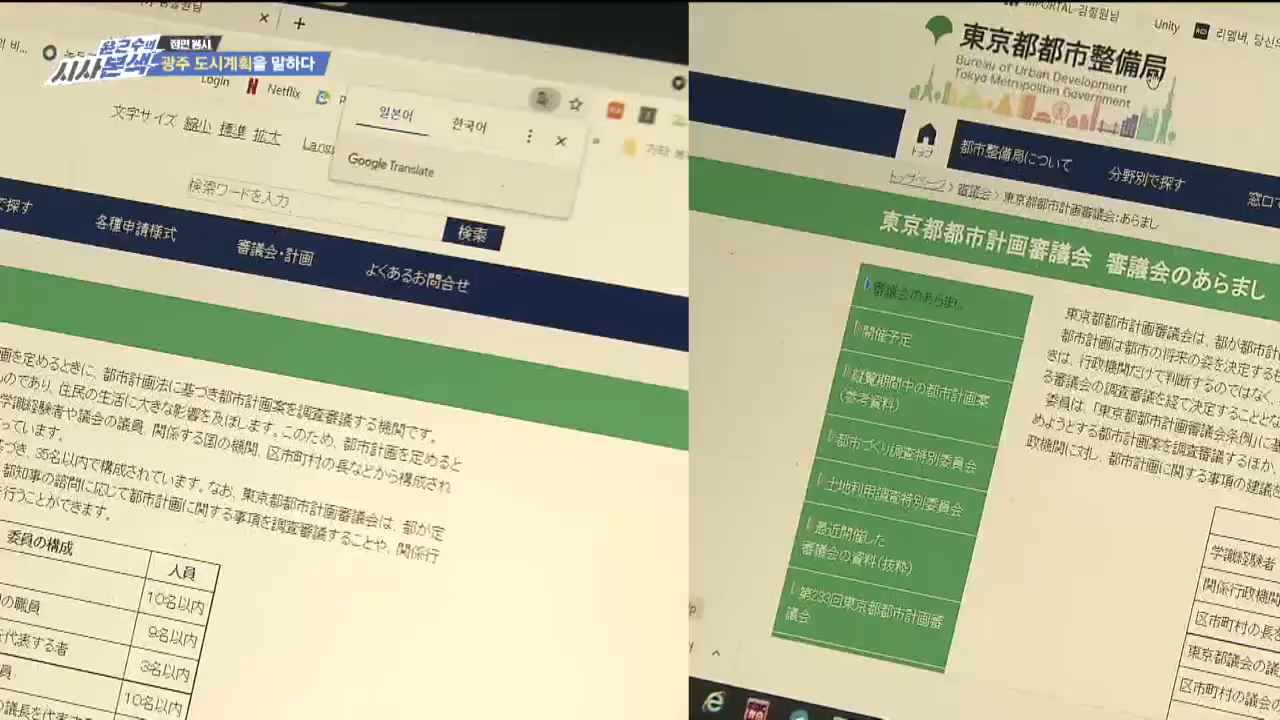 윤근수의
시사본색
정면 응시
광주 도시계획을 말하다
Login
Netflix
일본어
한국어
Google Translate
文字サイズ 縮小 標準 拡大
検索ワードを入力
検索
で探す
各種申請様式
審議会・計画
よくあるお問合せ
画を定めるときに、都市計画法に基づき都市計画案を調査審議する機関です。
ものであり、住民の生活に大きな影響を及ぼします。このため、都市計画を定めると
学識経験者や議会の議員、関係する国の機関、区市町村の長などから構成され
っています。
づき、35名以内で構成されています。なお、東京都都市計画審議会は、都が定
都知事の諮問に応じて都市計画に関する事項を調査審議することや、関係行
を行うことができます。
委員の構成
人員
10名以内
の職員
9名以内
を代表する者
3名以内
員
10名以内
の議長を代表する
Unity
리멤버, 당신의
東京都都市整備局
Bureau of Urban Development
Tokyo Metropolitan Government
トップ
都市整備局について
分野別で探す
窓口で
トップページ > 審議会 > 東京都都市計画審議会:あらまし
東京都都市計画審議会 審議会のあらまし
審議会のあらまし
開催予定
縦覧期間中の都市計画案
（参考資料）
都市づくり調査特別委員会
土地利用調査特別委員会
最近開催した
審議会の資料（抜粋）
第233回東京都都市計画審
議会
東京都都市計画審議会は、都が都市計
都市計画は都市の将来の姿を決定するも
きは、行政機関だけで判断するのではなく、
る審議会の調査審議を経て決定することとな
委員は、「東京都都市計画審議会条例」に基
めようとする都市計画案を調査審議するほか、
政機関に対し、都市計画に関する事項の建議を
学識経験者
関係行政機関
区市町村の長を
東京都議会の議
区市町村の議会の